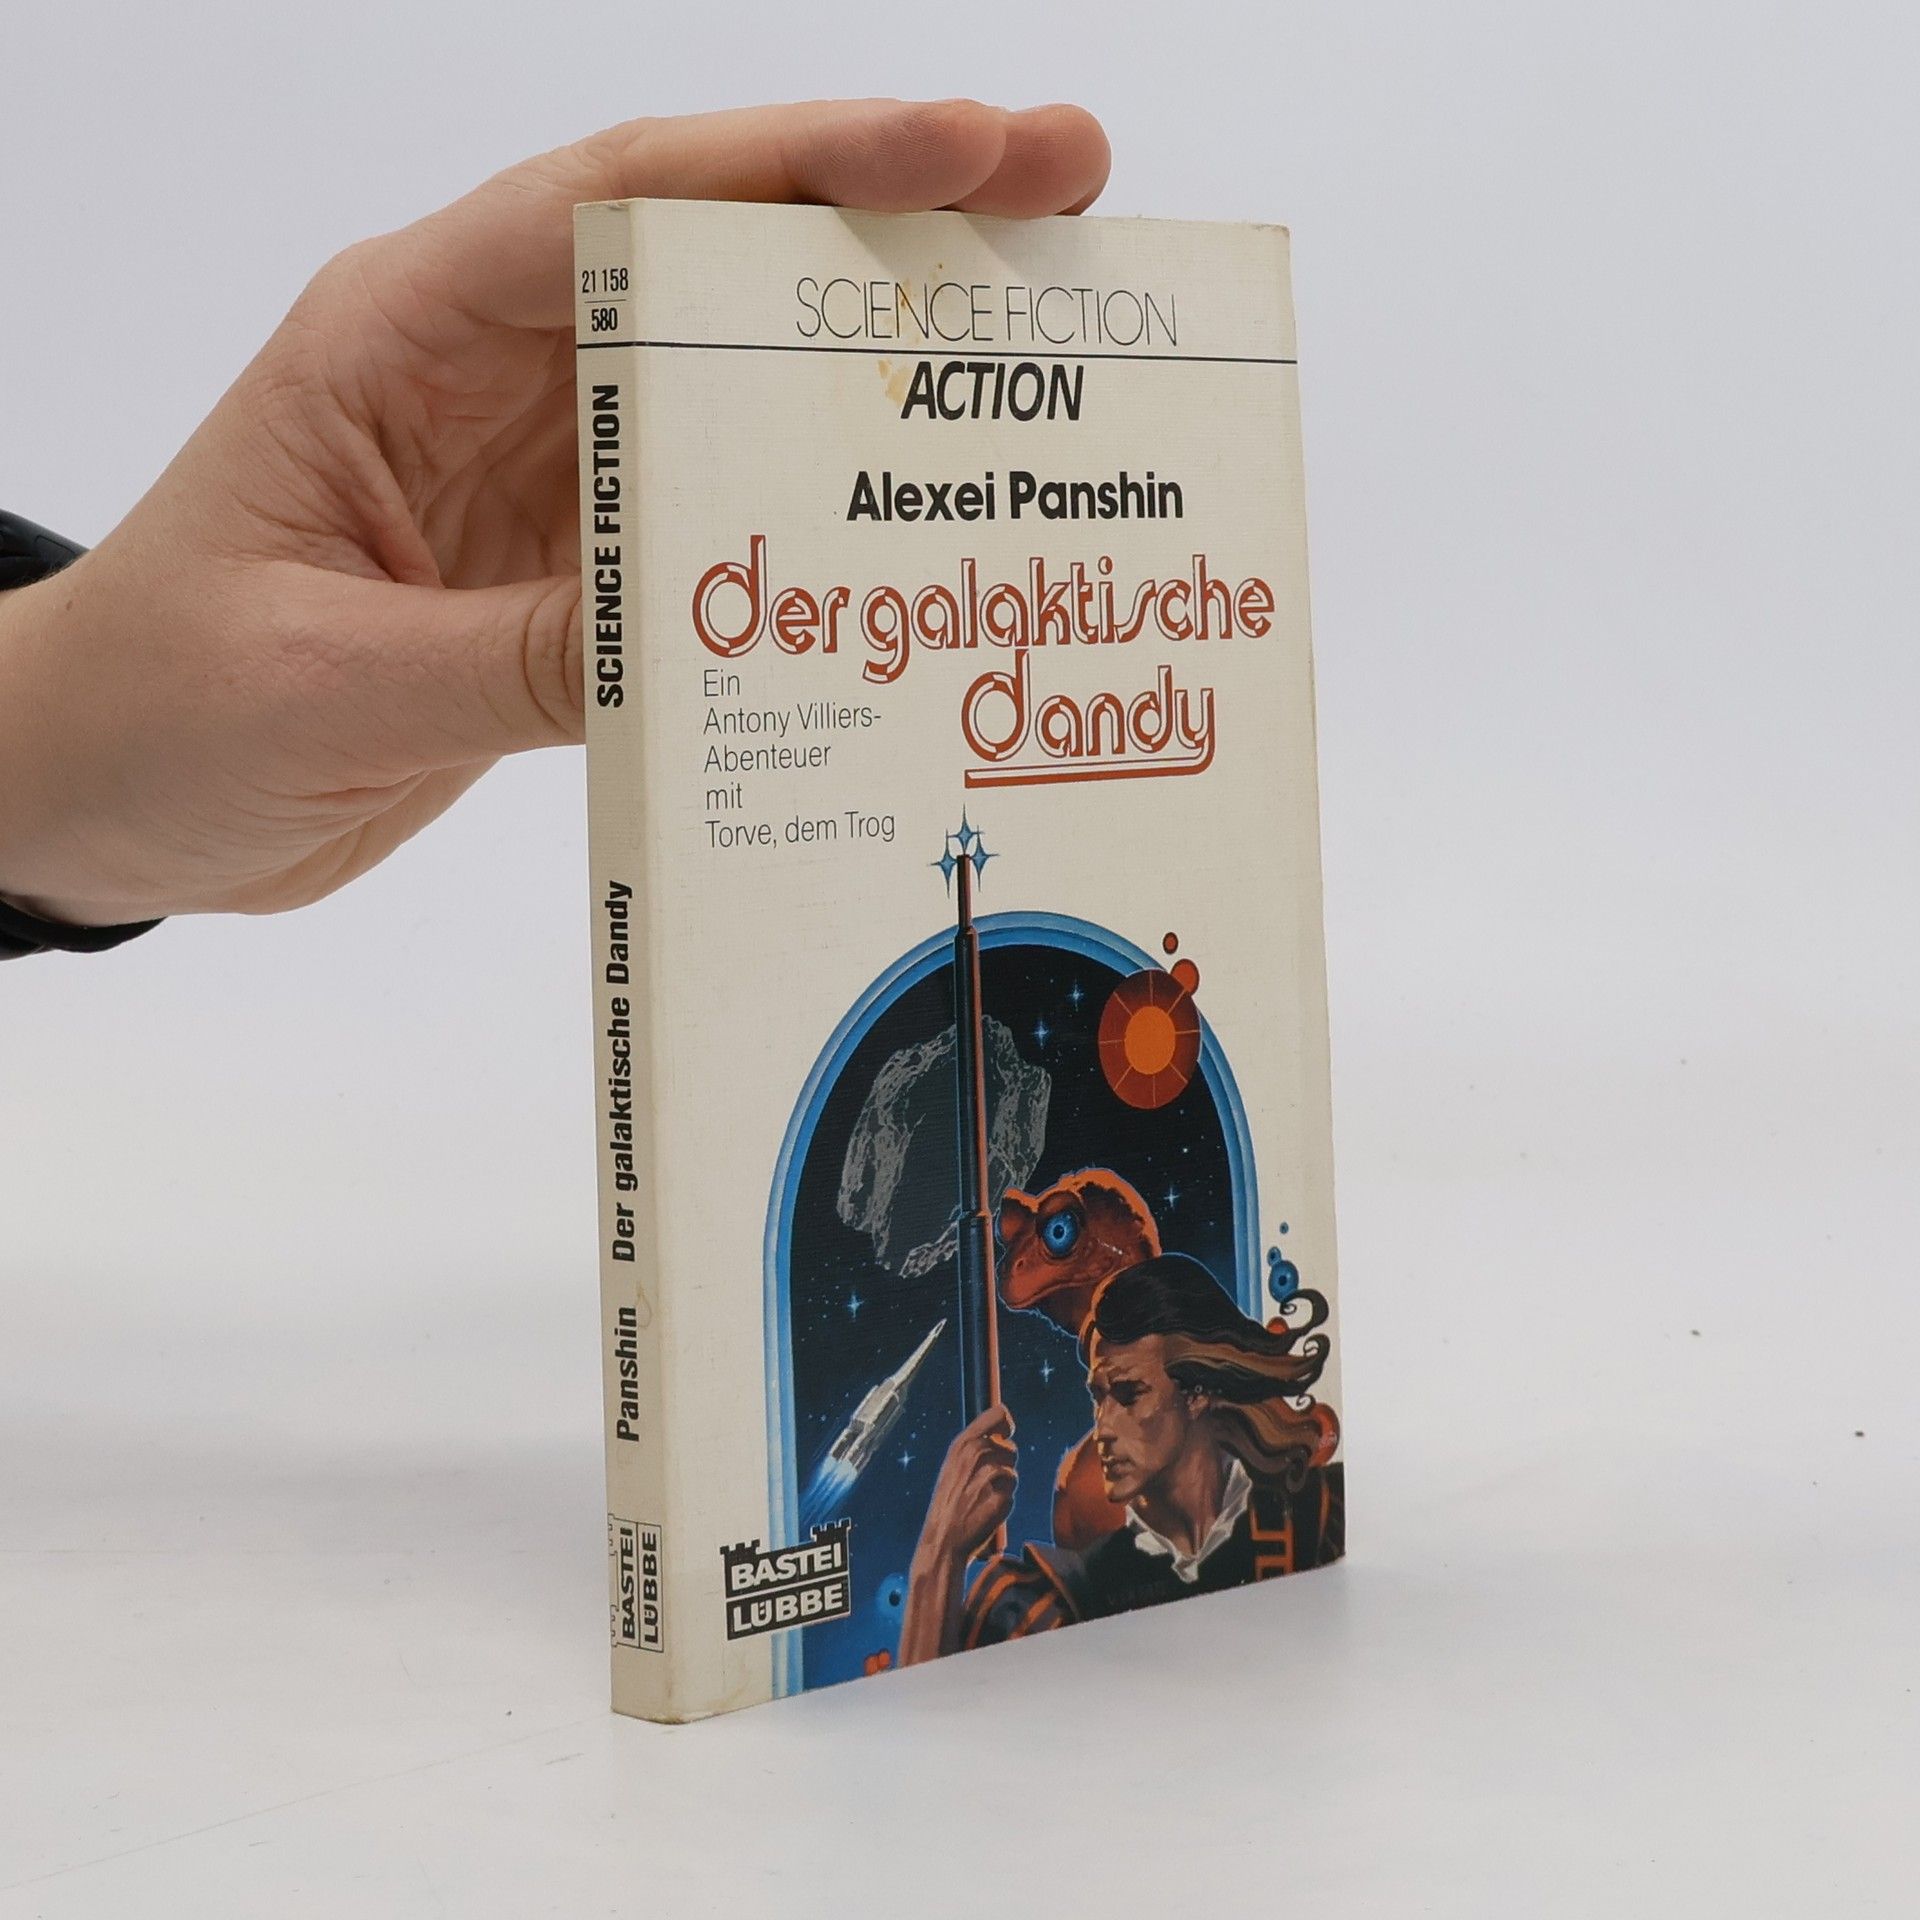 21 158
580
SCIENCE FICTION
Panshin Der galaktische Dandy
BASTEI
LÜBBE
SCIENCE FICTION
ACTION
Alexei Panshin
Der galaktische
Dandy
Ein
Antony Villiers-
Abenteuer
mit
Torve, dem Trog
BASTEI
LÜBBE